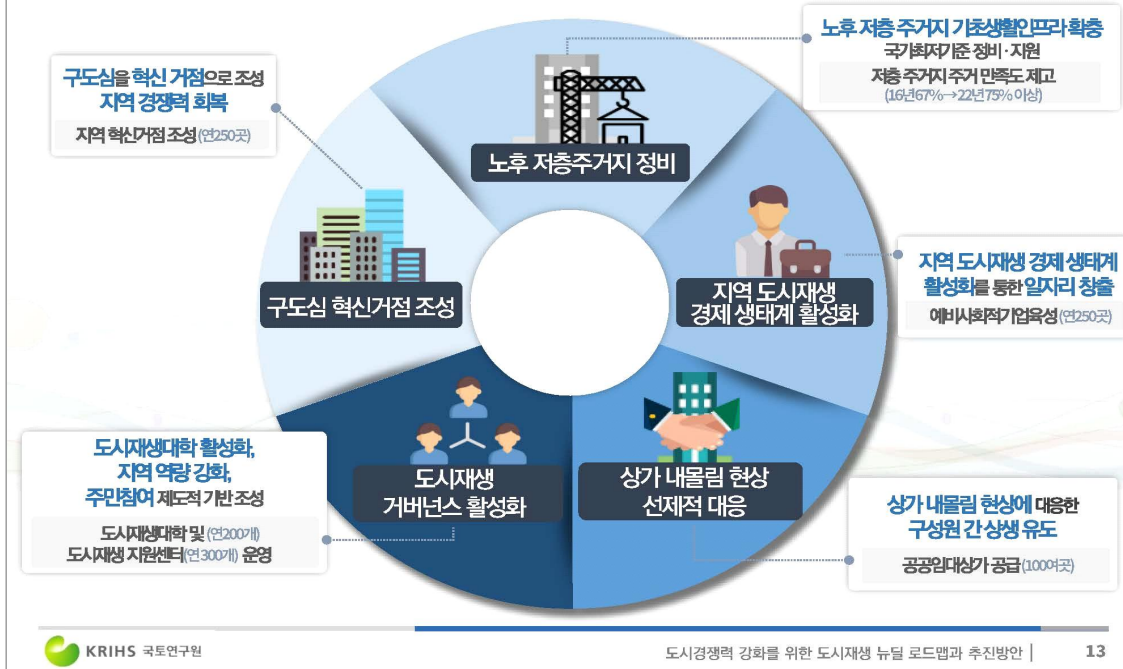 노후 저층 주거지 기초생활인프라 확충
국가최저기준 정비·지원
저층 주거지 주거 만족도 제고
(16년67%→22년75% 이상)
구도심을 혁신 거점으로 조성
지역 경쟁력 회복
지역 혁신거점 조성 (연250곳)
노후 저층주거지 정비
지역 도시재생 경제 생태계
활성화를 통한 일자리 창출
예비사회적기업육성 (연250곳)
구도심 혁신거점 조성
지역 도시재생
경제 생태계 활성화
도시재생대학 활성화,
지역 역량 강화,
주민참여 제도적 기반 조성
도시재생대학 및 (연200개)
도시재생 지원센터(연 300개) 운영
도시재생
거버넌스 활성화
상가 내몰림 현상
선제적 대응
상가 내몰림 현상에 대응한
구성원 간 상생 유도
공공임대상가 공급 (100여곳)
KRIHS 국토연구원
도시경쟁력 강화를 위한 도시재생 뉴딜 로드맵과 추진방안 | 13